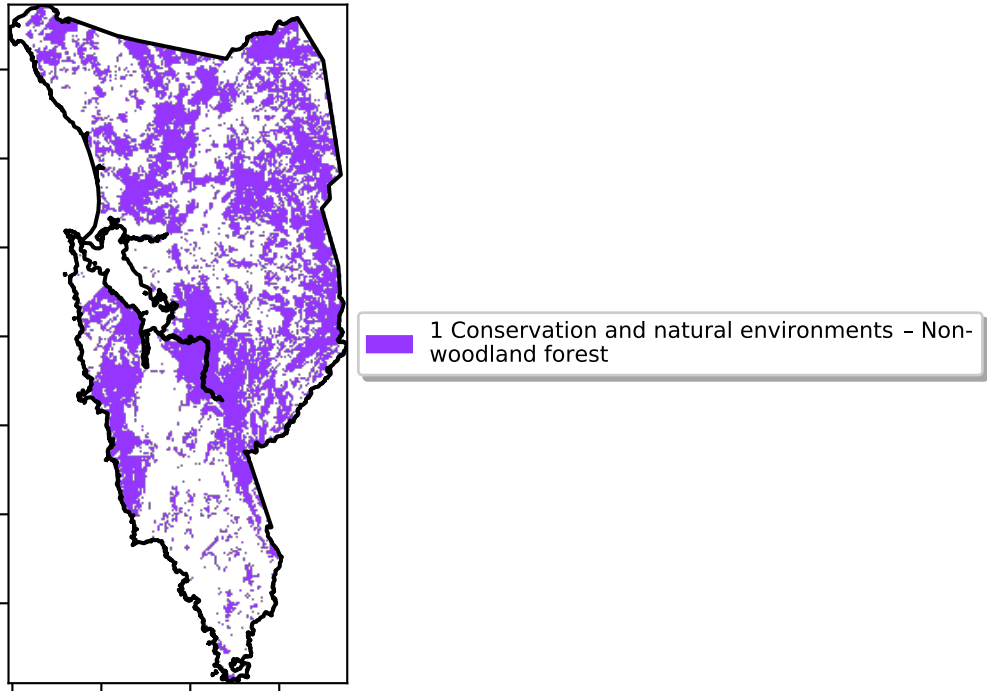 1 Conservation and natural environments – Non-
woodland forest